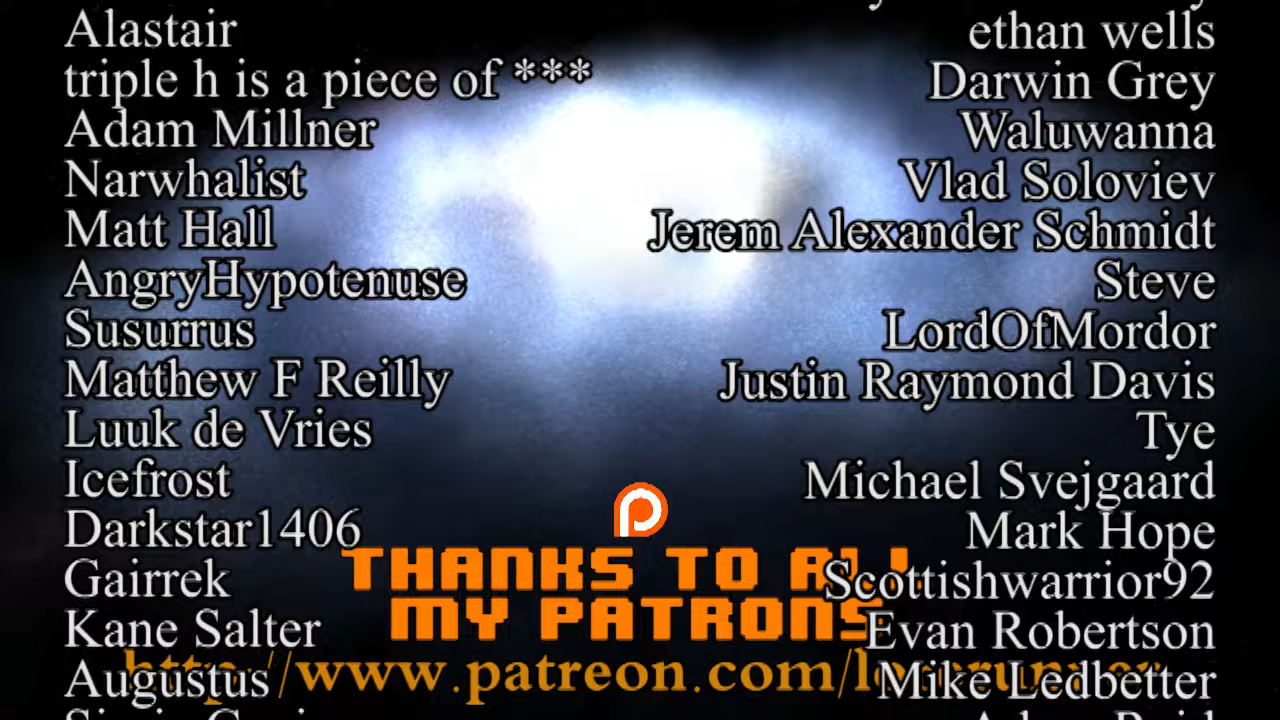 Alastair
triple h is a piece of ***
Adam Millner
Narwhalist
Matt Hall
AngryHypotenuse
Susurrus
Matthew F Reilly
Luuk de Vries
Icefrost
Darkstar1406
Gairrek
Kane Salter
Augustus
ethan wells
Darwin Grey
Waluwanna
Vlad Soloviev
Jerem Alexander Schmidt
Steve
LordOfMordor
Justin Raymond Davis
Tye
Michael Svejgaard
Mark Hope
Scottishwarrior92
Evan Robertson
Mike Ledbetter
THANKS TO ALL
MY PATRONS